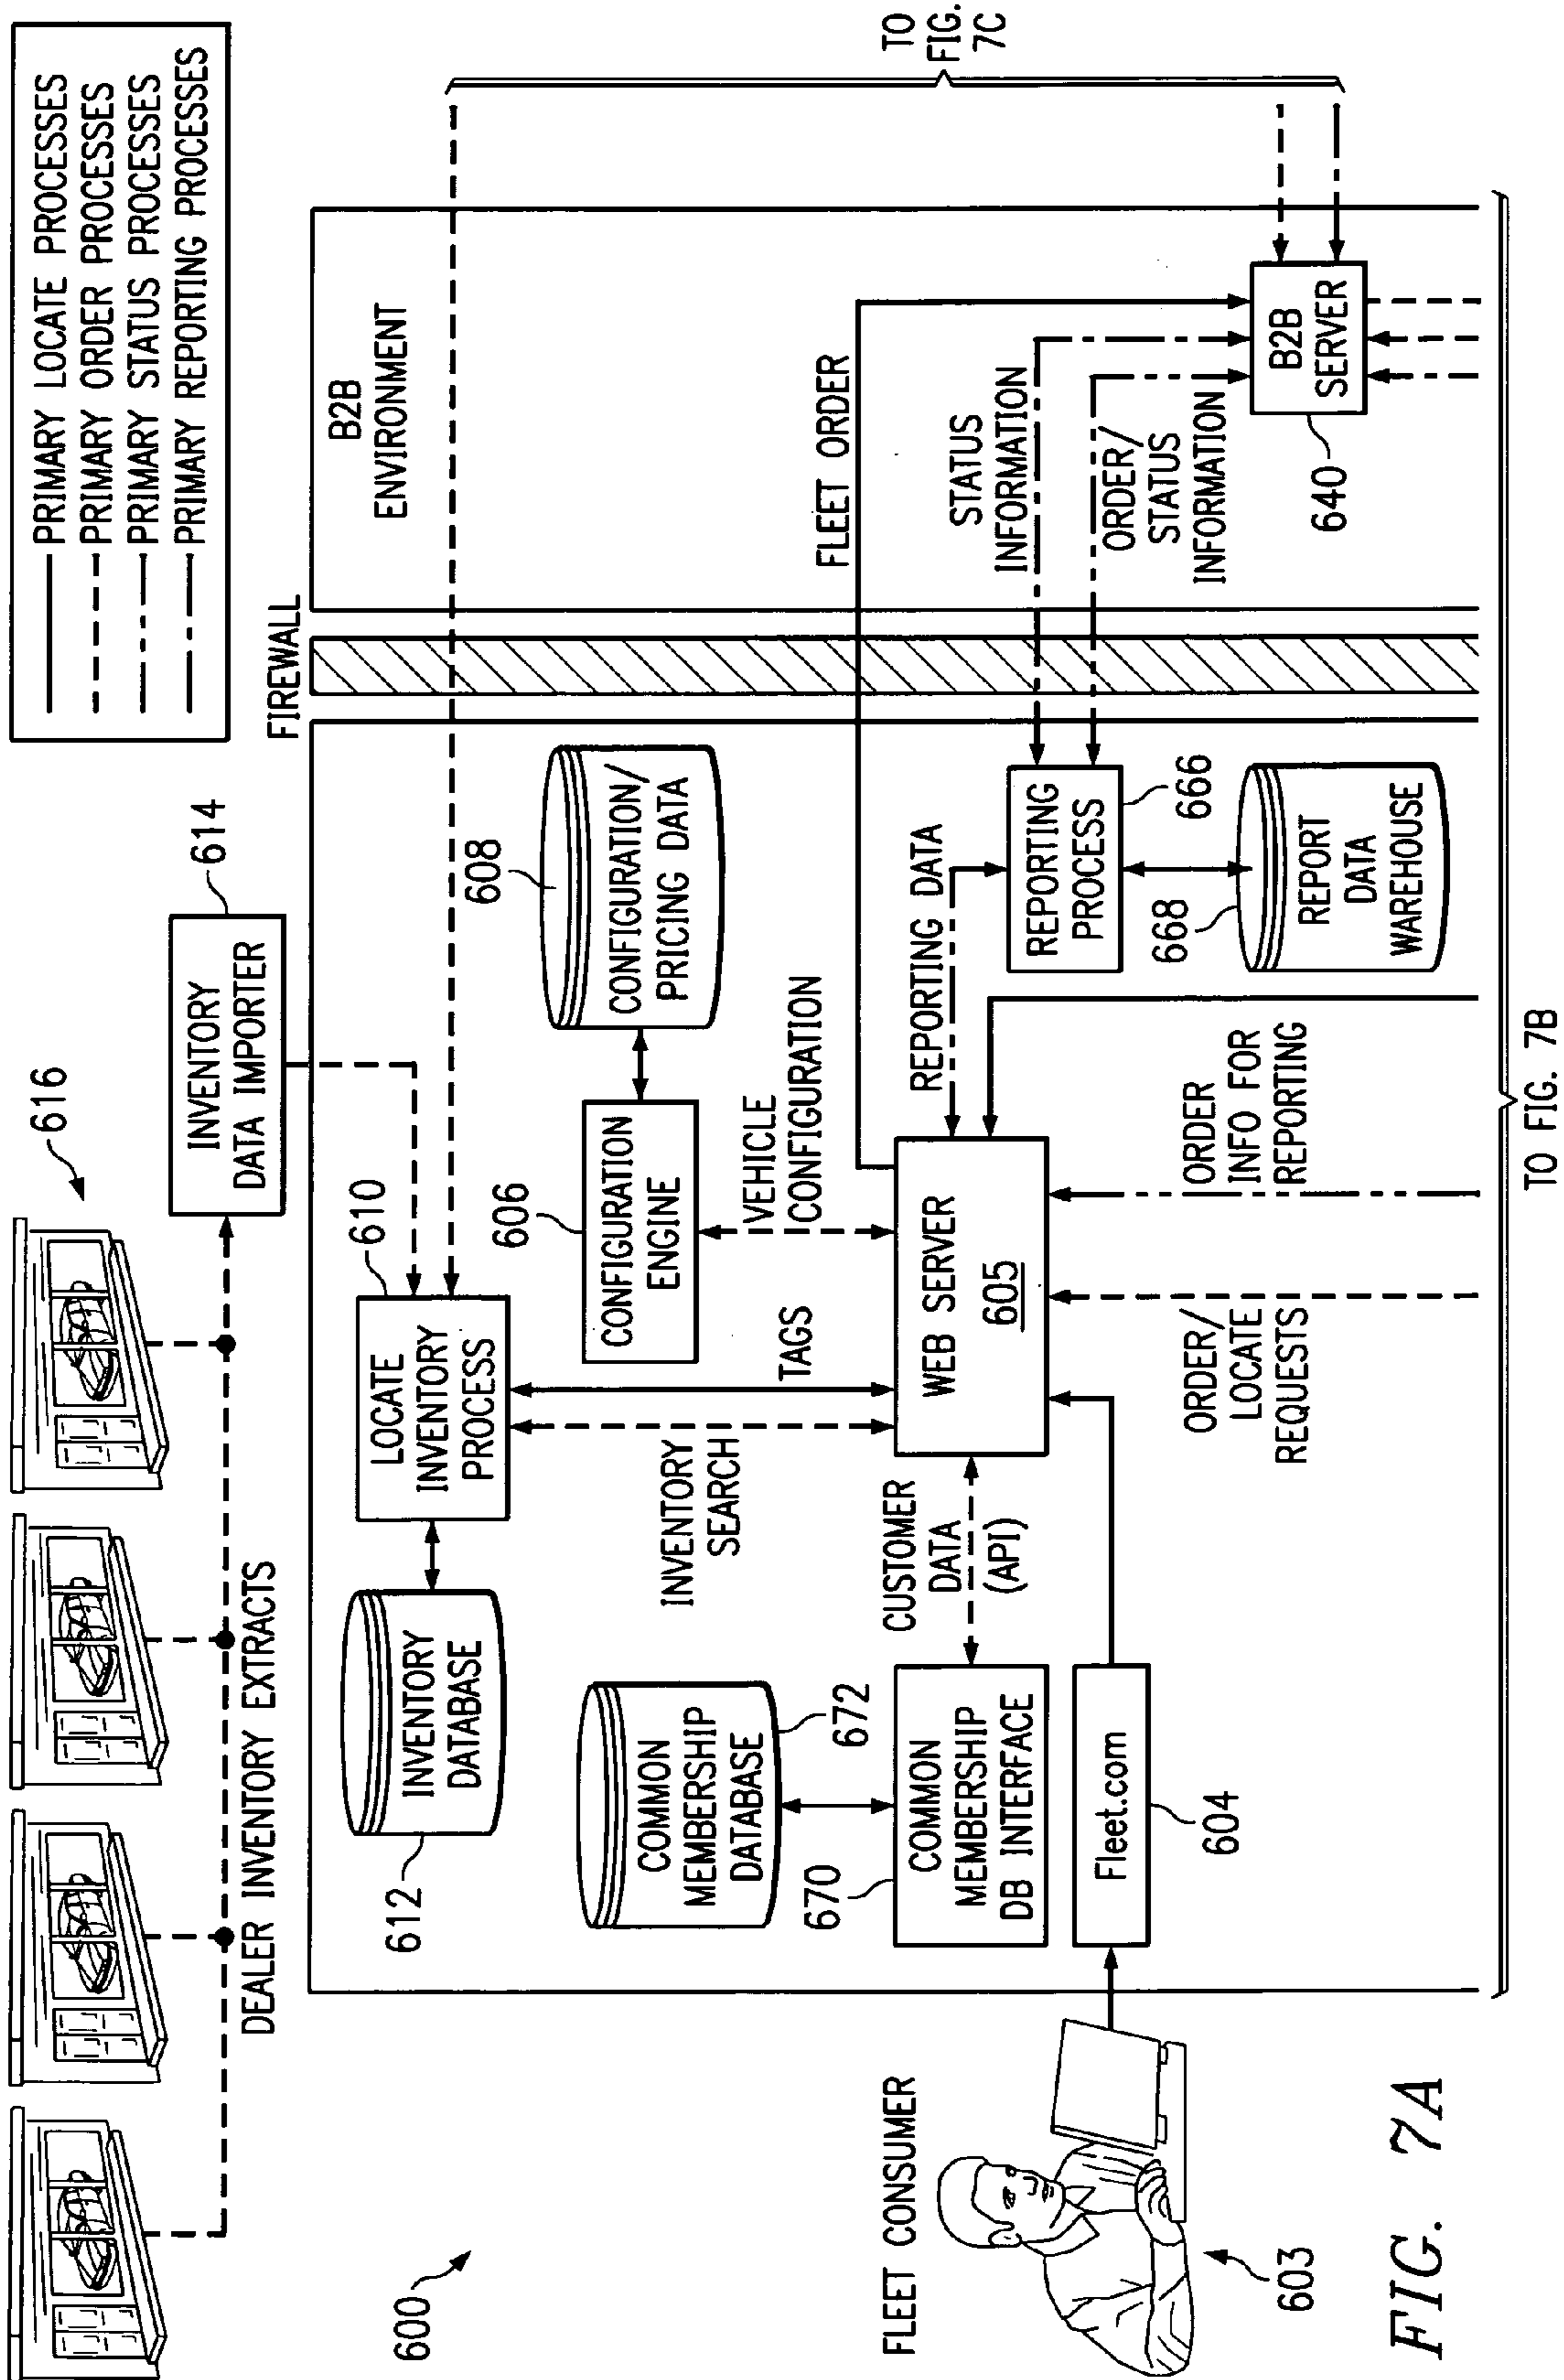 616
DEALER INVENTORY EXTRACTS
INVENTORY
DATA IMPORTER
614
PRIMARY LOCATE PROCESSES
PRIMARY ORDER PROCESSES
PRIMARY STATUS PROCESSES
PRIMARY REPORTING PROCESSES
FIREWALL
600
612
INVENTORY
DATABASE
LOCATE
INVENTORY
PROCESS
610
606
CONFIGURATION
ENGINE
608
CONFIGURATION/
PRICING DATA
B2B
ENVIRONMENT
COMMON
MEMBERSHIP
DATABASE
672
INVENTORY
SEARCH
TAGS
VEHICLE
CONFIGURATION
FLEET ORDER
TO
FIG.
7C
FLEET CONSUMER
603
670
COMMON
MEMBERSHIP
DB INTERFACE
CUSTOMER
DATA
(API)
WEB SERVER
605
REPORTING DATA
REPORTING
PROCESS
666
STATUS
INFORMATION
ORDER/
STATUS
INFORMATION
B2B
SERVER
640
Fleet.com
604
ORDER/
LOCATE
REQUESTS
ORDER
INFO FOR
REPORTING
668
REPORT
DATA
WAREHOUSE
TO FIG. 7B
FIG. 7A